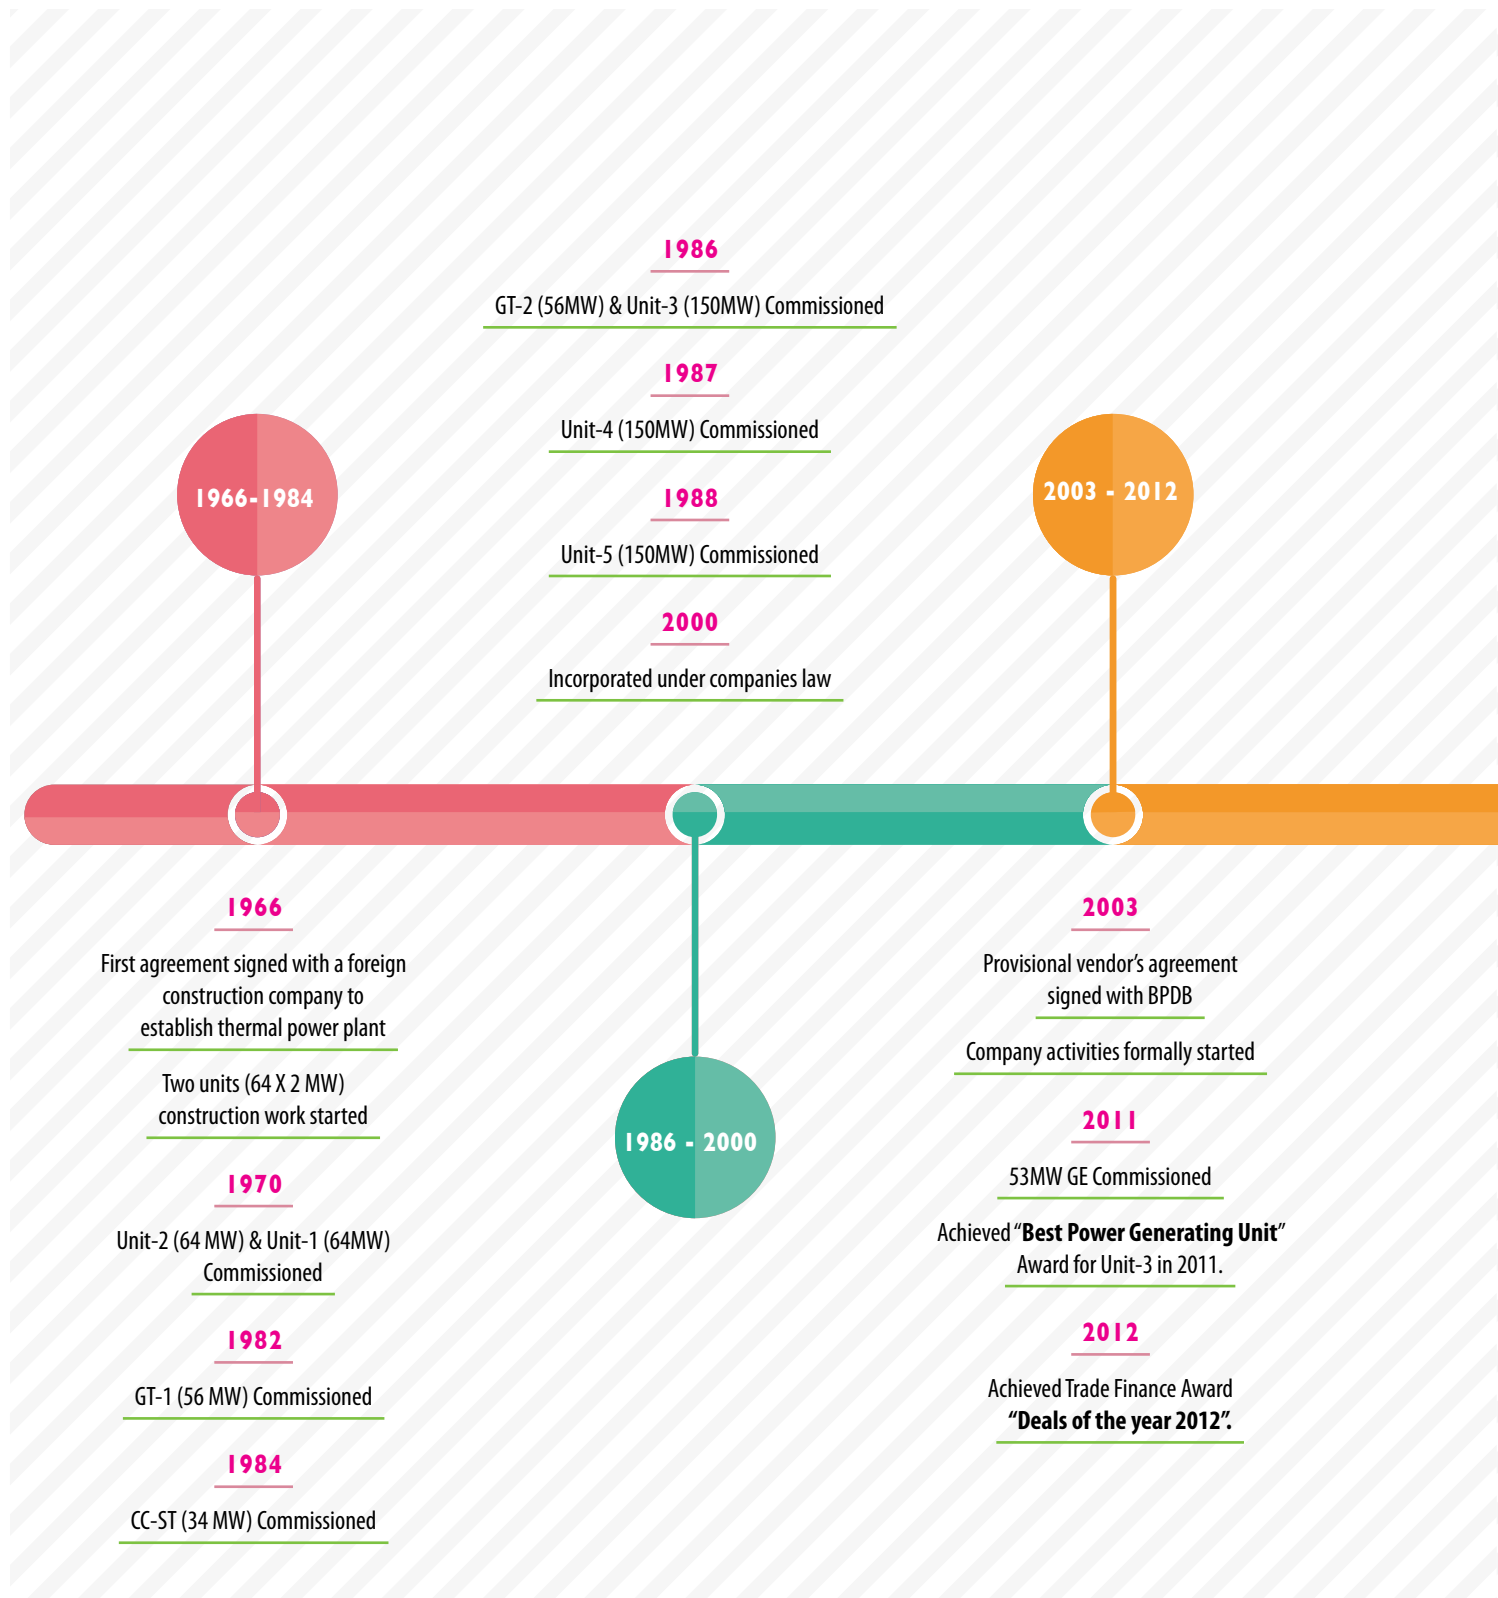 1966-1984
1966
First agreement signed with a foreign
construction company to
establish thermal power plant
Two units (64 X 2 MW)
construction work started
1970
Unit-2 (64 MW) & Unit-1 (64MW)
Commissioned
1982
GT-1 (56 MW) Commissioned
1984
CC-ST (34 MW) Commissioned
1986
GT-2 (56MW) & Unit-3 (150MW) Commissioned
1987
Unit-4 (150MW) Commissioned
1988
Unit-5 (150MW) Commissioned
2000
Incorporated under companies law
1986 - 2000
2003 - 2012
2003
Provisional vendor’s agreement
signed with BPDB
Company activities formally started
2011
53MW GE Commissioned
Achieved “Best Power Generating Unit”
Award for Unit-3 in 2011.
2012
Achieved Trade Finance Award
“Deals of the year 2012”.